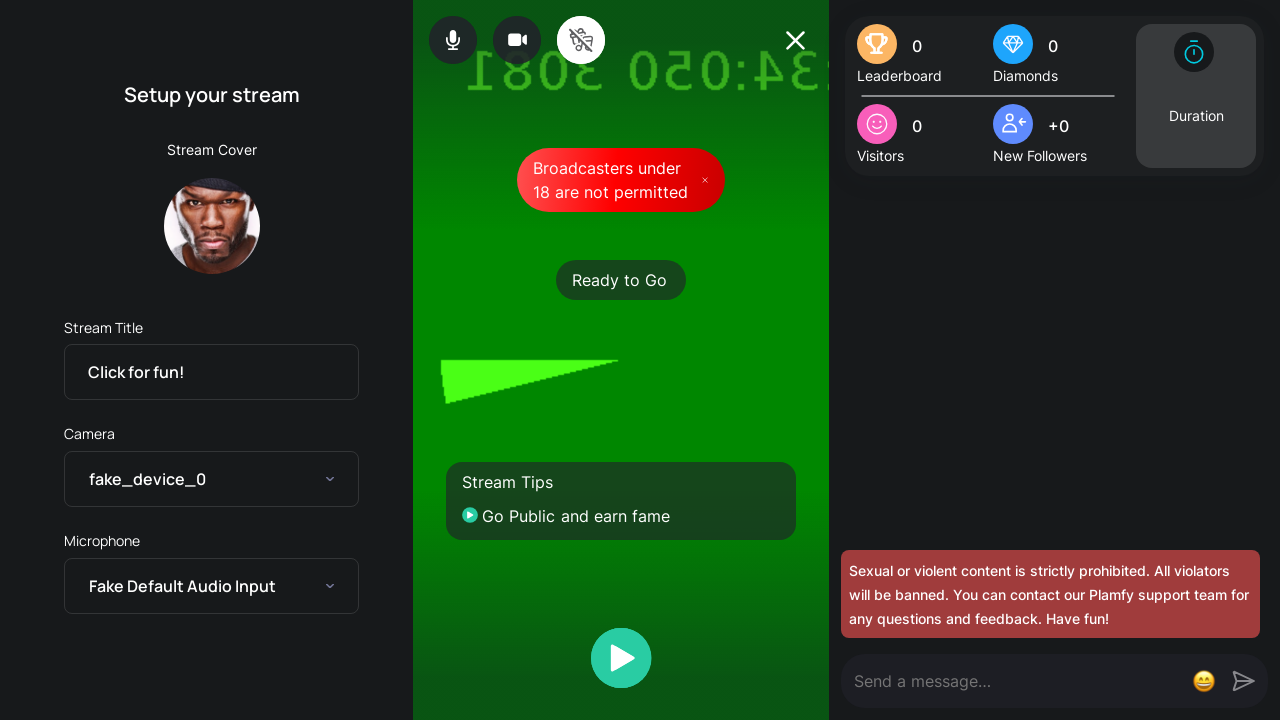 Setup your stream
Stream Cover
Stream Title
Click for fun!
Camera
fake_device_0
Microphone
Fake Default Audio Input
Broadcasters under
18 are not permitted
Ready to Go
Stream Tips
Go Public and earn fame
0
Leaderboard
0
Diamonds
0
Visitors
+0
New Followers
Duration
Sexual or violent content is strictly prohibited. All violators
will be banned. You can contact our Plamfy support team for
any questions and feedback. Have fun!
Send a message...